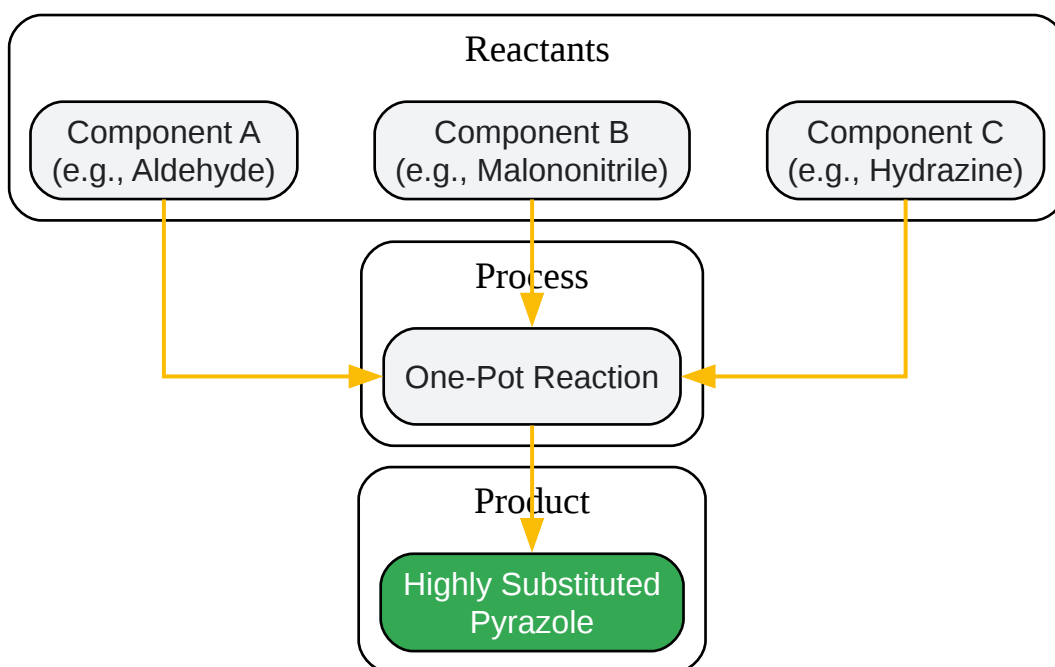 Reactants
Component A
(e.g., Aldehyde)
Component B
(e.g., Malononitrile)
Component C
(e.g., Hydrazine)
Process
One-Pot Reaction
Product
Highly Substituted
Pyrazole